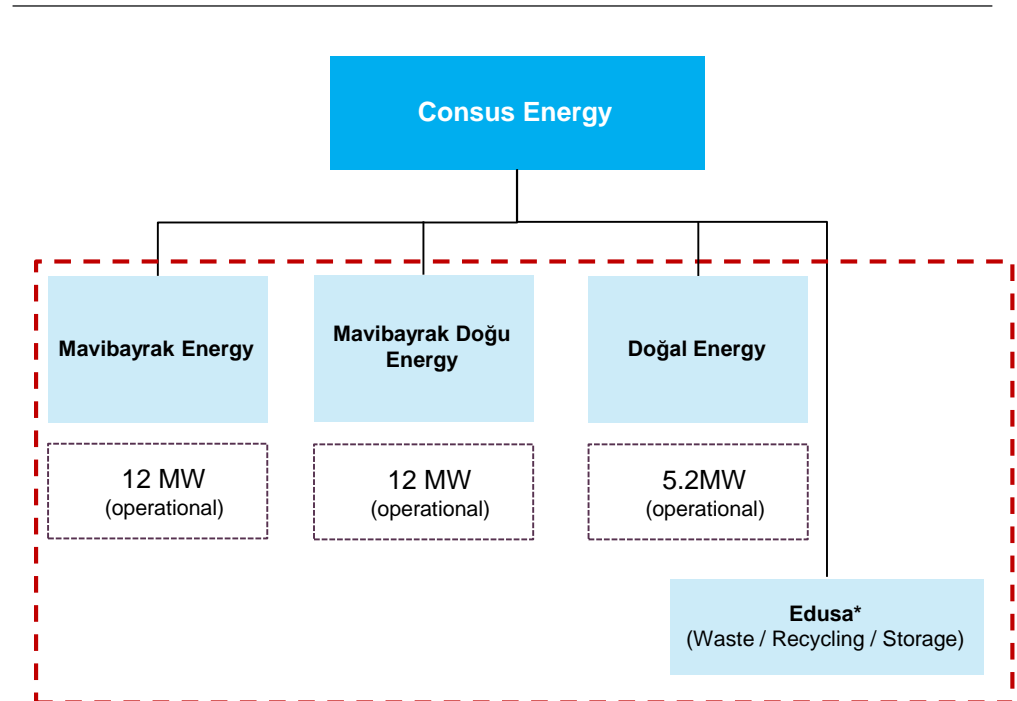 Consus Energy
Mavibayrak Energy
Mavibayrak Doğu
Energy
Doğal Energy
12 MW
(operational)
12 MW
(operational)
5.2MW
(operational)
Edusa*
(Waste / Recycling / Storage)